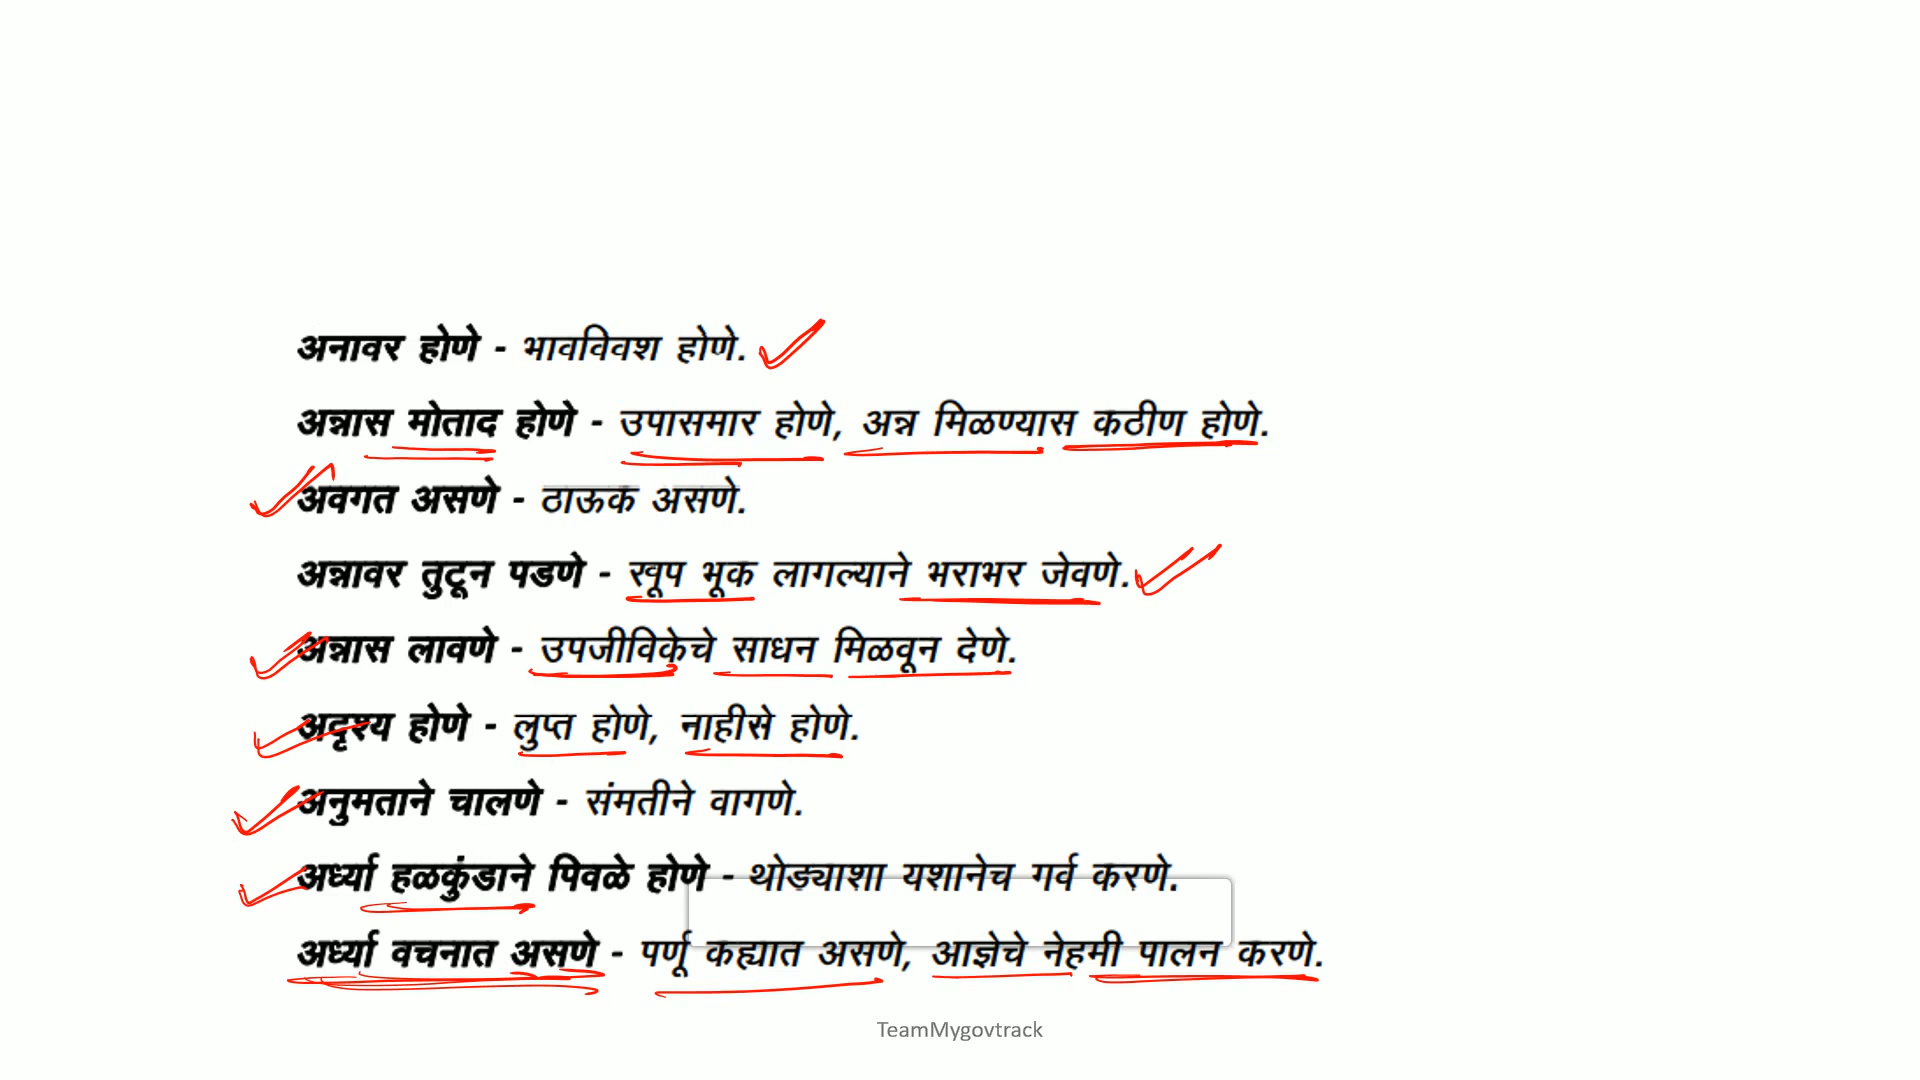 अनावर होणे - भावविवश होणे.
अन्नास मोताद होणे - उपासमार होणे, अन्न मिळण्यास कठीण होणे.
अवगत असणे - ठाऊक असणे.
अन्नावर तुटून पडणे - खूप भूक लागल्याने भराभर जेवणे.
अन्नास लावणे - उपजीविकेचे साधन मिळवून देणे.
अदृश्य होणे - लुप्त होणे, नाहीसे होणे.
अनुमताने चालणे - संमतीने वागणे.
अर्ध्या हळकुंडाने पिवळे होणे - थोड्याशा यशानेच गर्व करणे.
अर्ध्या वचनात असणे - पर्णू कह्यात असणे, आज्ञेचे नेहमी पालन करणे.
TeamMygovtrack